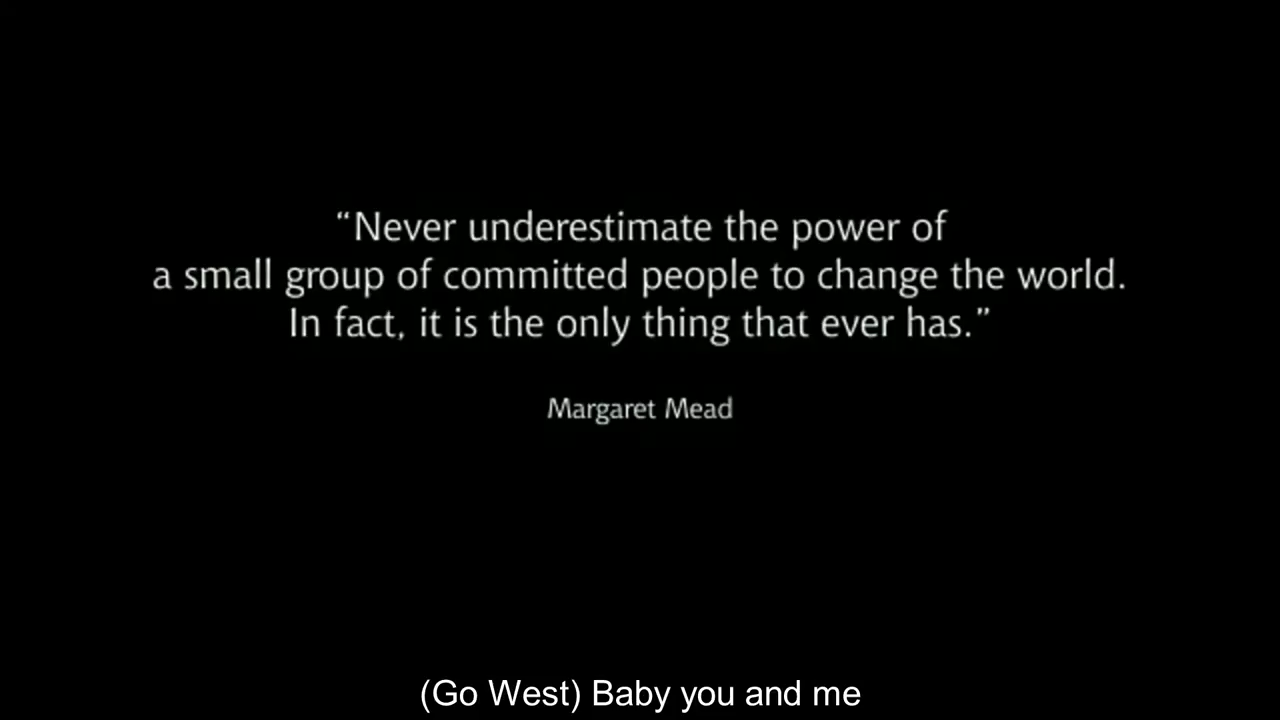 “Never underestimate the power of
a small group of committed people to change the world.
In fact, it is the only thing that ever has.”
Margaret Mead
(Go West) Baby you and me